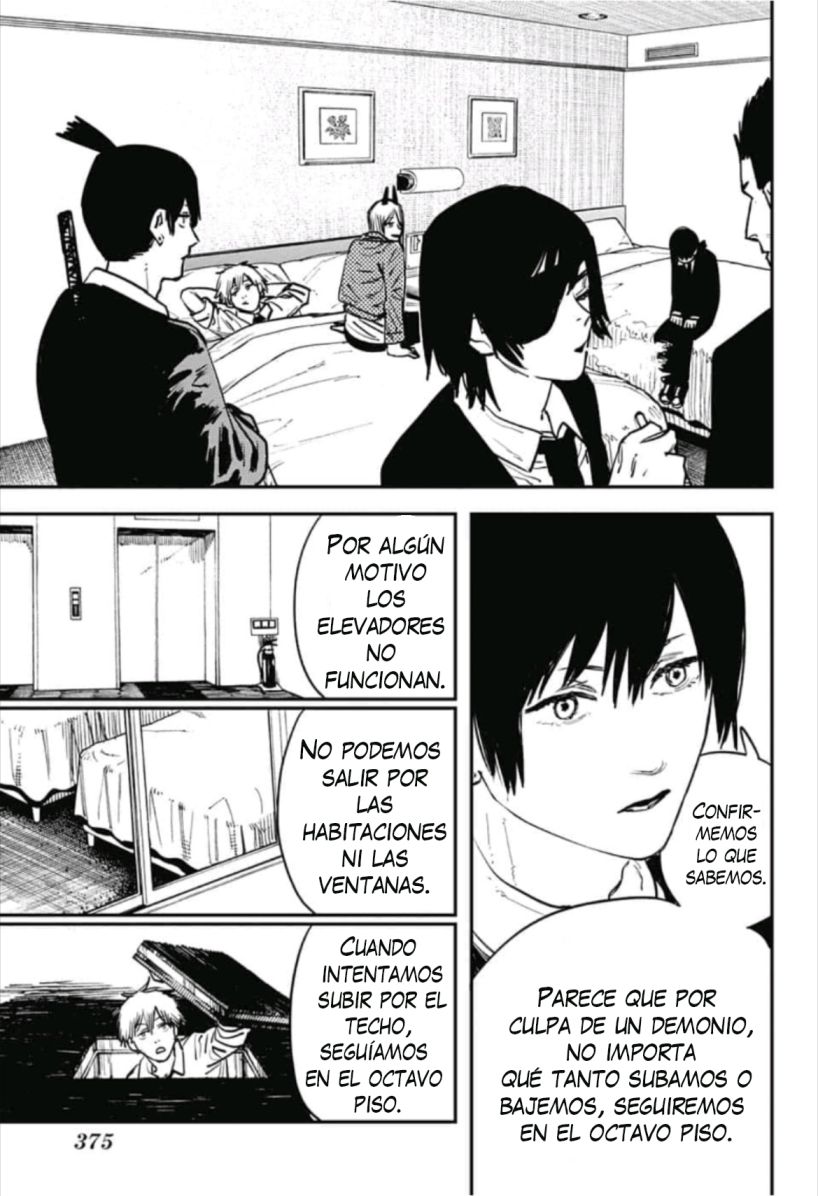 CONFIR-
MEMOS
LO QUE
SABEMOS.
PARECE QUE POR
CULPA DE UN DEMONIO,
NO IMPORTA
QUÉ TANTO SUBAMOS O
BAJEMOS, SEGUIREMOS
EN EL OCTAVO PISO.
POR ALGÚN
MOTIVO
LOS
ELEVADORES
NO
FUNCIONAN.
NO PODEMOS
SALIR POR
LAS
HABITACIONES
NI LAS
VENTANAS.
CUANDO
INTENTAMOS
SUBIR POR EL
TECHO,
SEGUÍAMOS
EN EL OCTAVO
PISO.
375